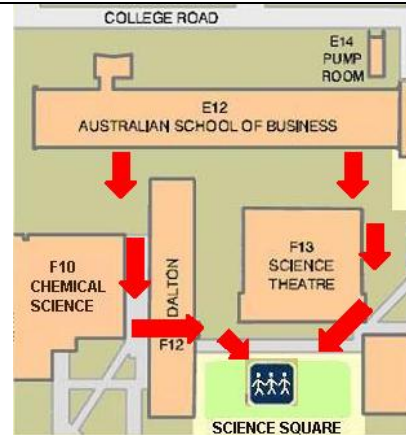 COLLEGE ROAD
E14
PUMP
ROOM
E12
AUSTRALIAN SCHOOL OF BUSINESS
F10
CHEMICAL
SCIENCE
DALTON
F12
F13
SCIENCE
THEATRE
SCIENCE SQUARE